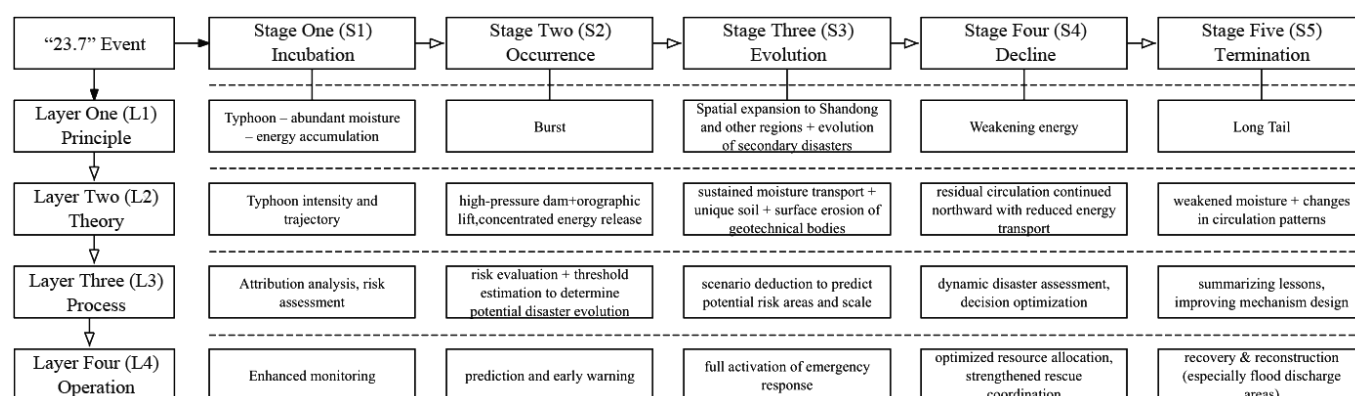 “23.7” Event
Stage One (S1)
Incubation
Stage Two (S2)
Occurrence
Stage Three (S3)
Evolution
Stage Four (S4)
Decline
Stage Five (S5)
Termination
Layer One (L1)
Principle
Typhoon – abundant moisture
– energy accumulation
Burst
Spatial expansion to Shandong
and other regions + evolution
of secondary disasters
Weakening energy
Long Tail
Layer Two (L2)
Theory
Typhoon intensity and
trajectory
high-pressure dam+orographic
lift,concentrated energy release
sustained moisture transport +
unique soil + surface erosion of
geotechnical bodies
residual circulation continued
northward with reduced energy
transport
weakened moisture + changes
in circulation patterns
Layer Three (L3)
Process
Attribution analysis, risk
assessment
risk evaluation + threshold
estimation to determine
potential disaster evolution
scenario deduction to predict
potential risk areas and scale
dynamic disaster assessment,
decision optimization
summarizing lessons,
improving mechanism design
Layer Four (L4)
Operation
Enhanced monitoring
prediction and early warning
full activation of emergency
response
optimized resource allocation,
strengthened rescue
coordination
recovery & reconstruction
(especially flood discharge
areas)